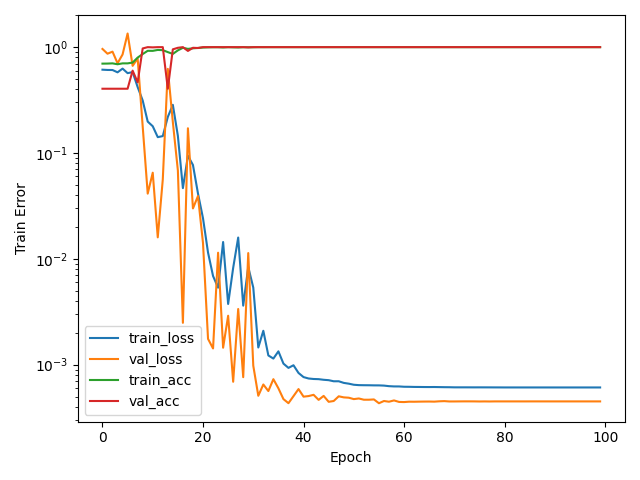 10⁰
10⁻¹
10⁻²
10⁻³
Train Error
train_loss
val_loss
train_acc
val_acc
0 20 40 60 80 100
Epoch